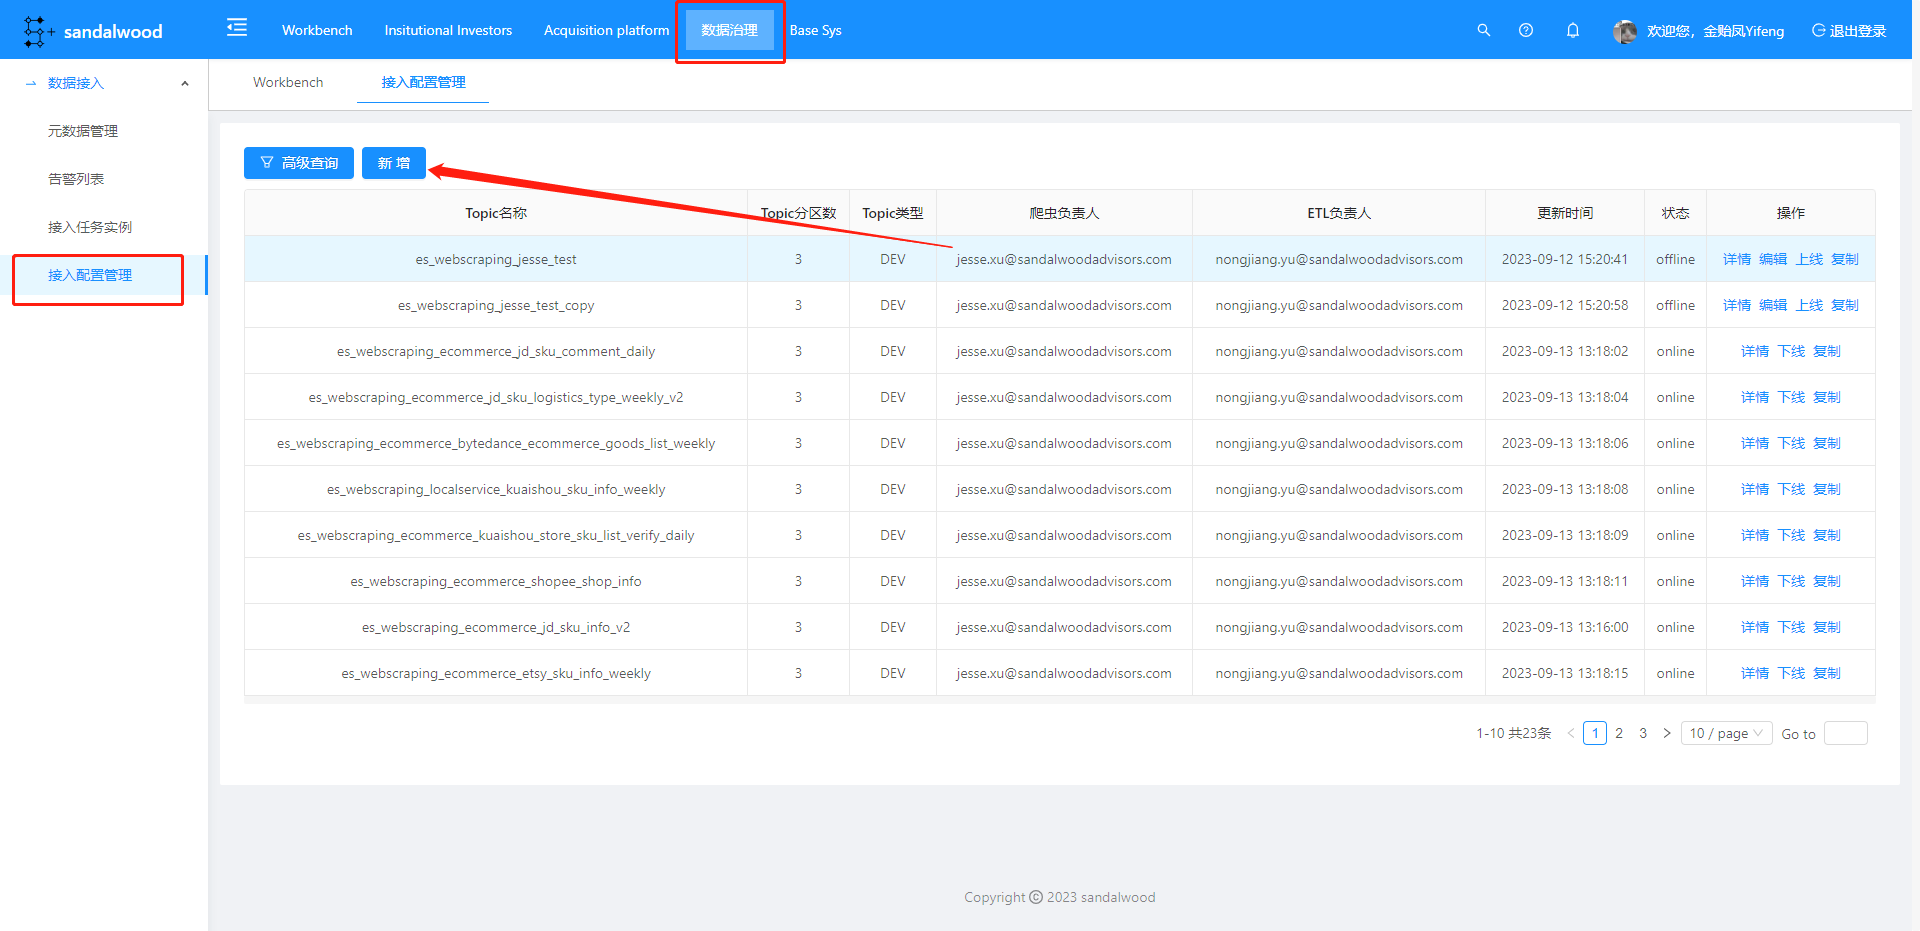 sandalwood
Workbench Insitutional Investors Acquisition platform 数据治理 Base Sys
欢迎您，金贻凤Yifeng 退出登录
数据接入
元数据管理
告警列表
接入任务实例
接入配置管理
Workbench 接入配置管理
高级查询 新 增
Topic名称 Topic分区数 Topic类型 爬虫负责人 ETL负责人 更新时间 状态 操作
es_webscraping_jesse_test 3 DEV jesse.xu@sandalwoodadvisors.com nongjiang.yu@sandalwoodadvisors.com 2023-09-12 15:20:41 offline 详情 编辑 上线 复制
es_webscraping_jesse_test_copy 3 DEV jesse.xu@sandalwoodadvisors.com nongjiang.yu@sandalwoodadvisors.com 2023-09-12 15:20:58 offline 详情 编辑 上线 复制
es_webscraping_ecommerce_jd_sku_comment_daily 3 DEV jesse.xu@sandalwoodadvisors.com nongjiang.yu@sandalwoodadvisors.com 2023-09-13 13:18:02 online 详情 下线 复制
es_webscraping_ecommerce_jd_sku_logistics_type_weekly_v2 3 DEV jesse.xu@sandalwoodadvisors.com nongjiang.yu@sandalwoodadvisors.com 2023-09-13 13:18:04 online 详情 下线 复制
es_webscraping_ecommerce_bytedance_ecommerce_goods_list_weekly 3 DEV jesse.xu@sandalwoodadvisors.com nongjiang.yu@sandalwoodadvisors.com 2023-09-13 13:18:06 online 详情 下线 复制
es_webscraping_localservice_kuaishou_sku_info_weekly 3 DEV jesse.xu@sandalwoodadvisors.com nongjiang.yu@sandalwoodadvisors.com 2023-09-13 13:18:08 online 详情 下线 复制
es_webscraping_ecommerce_kuaishou_store_sku_list_verify_daily 3 DEV jesse.xu@sandalwoodadvisors.com nongjiang.yu@sandalwoodadvisors.com 2023-09-13 13:18:09 online 详情 下线 复制
es_webscraping_ecommerce_shopee_shop_info 3 DEV jesse.xu@sandalwoodadvisors.com nongjiang.yu@sandalwoodadvisors.com 2023-09-13 13:18:11 online 详情 下线 复制
es_webscraping_ecommerce_jd_sku_info_v2 3 DEV jesse.xu@sandalwoodadvisors.com nongjiang.yu@sandalwoodadvisors.com 2023-09-13 13:16:00 online 详情 下线 复制
es_webscraping_ecommerce_etsy_sku_info_weekly 3 DEV jesse.xu@sandalwoodadvisors.com nongjiang.yu@sandalwoodadvisors.com 2023-09-13 13:18:15 online 详情 下线 复制
1-10 共23条 < 1 2 3 > 10 / page Go to
Copyright © 2023 sandalwood